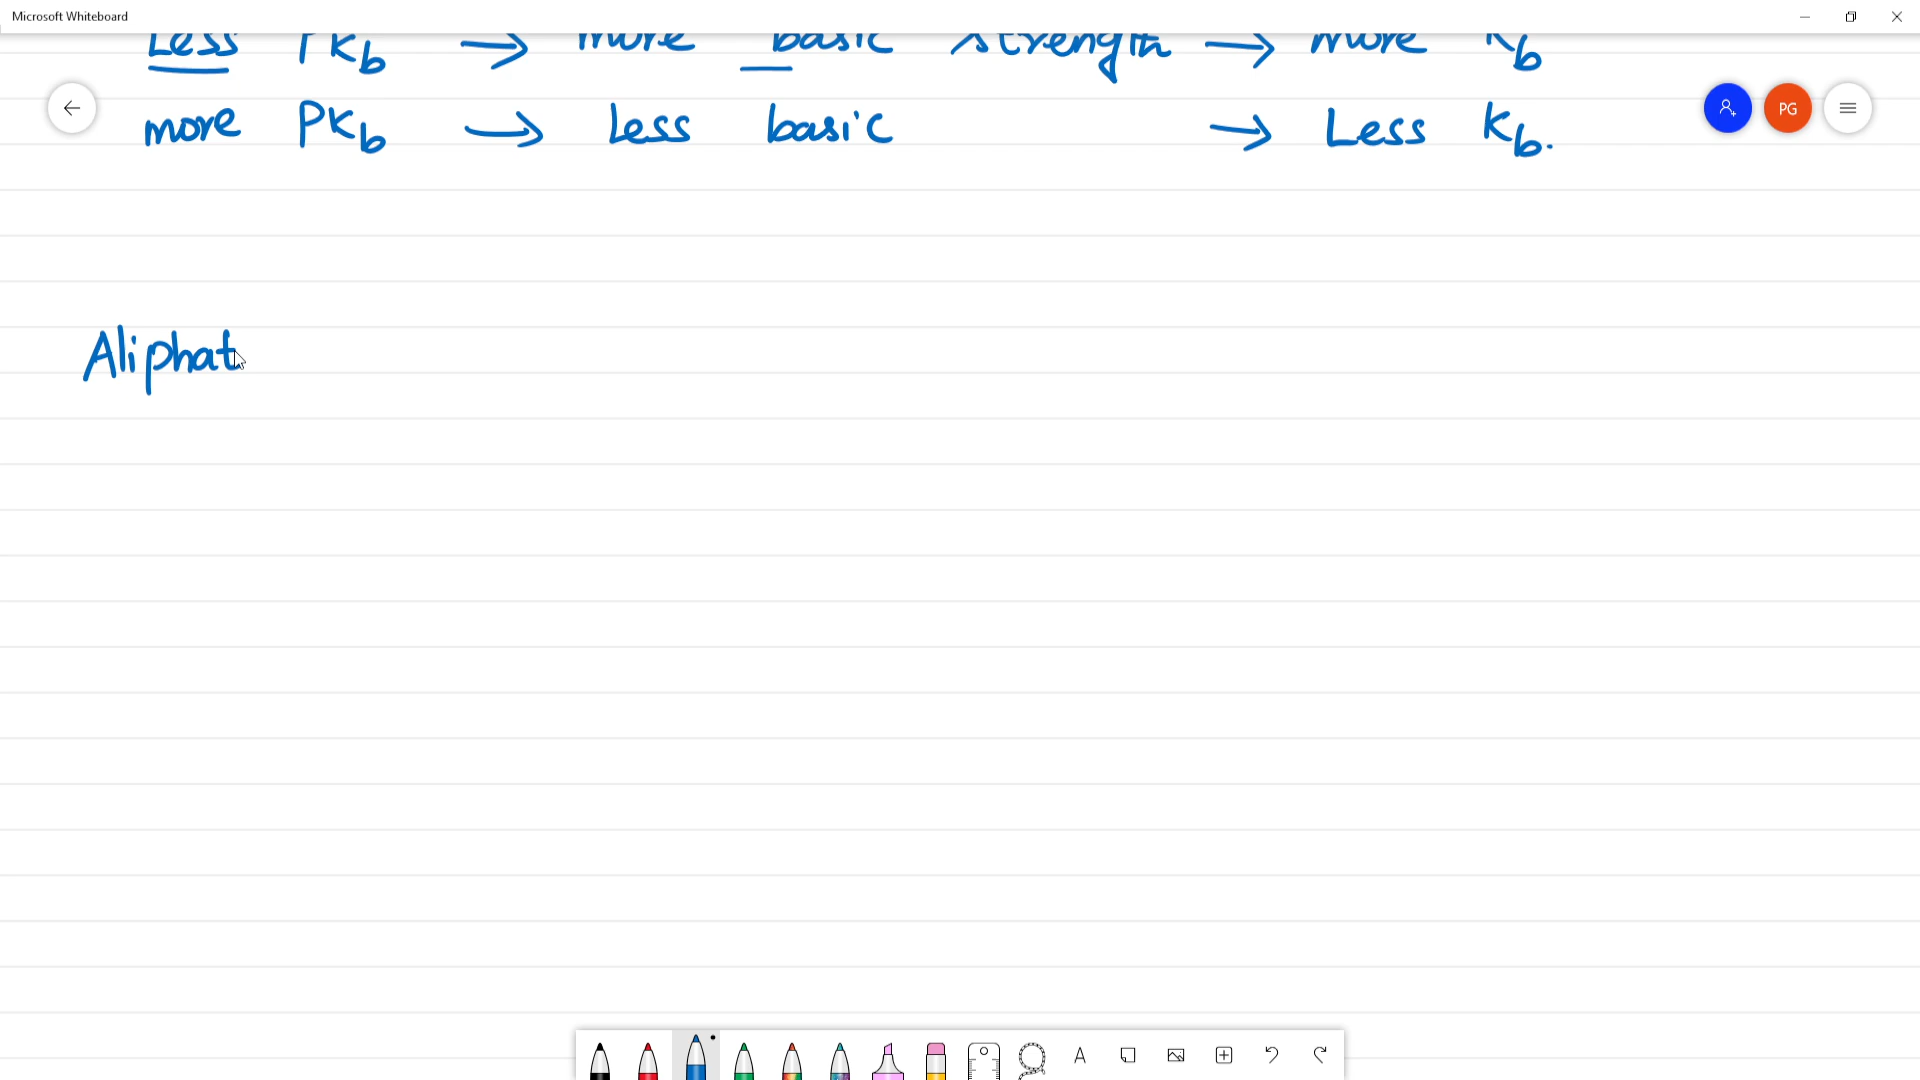 Microsoft Whiteboard
Less PKb → more basic strength → more Kb
more PKb → Less basic → Less Kb.
PG
Aliphat
A